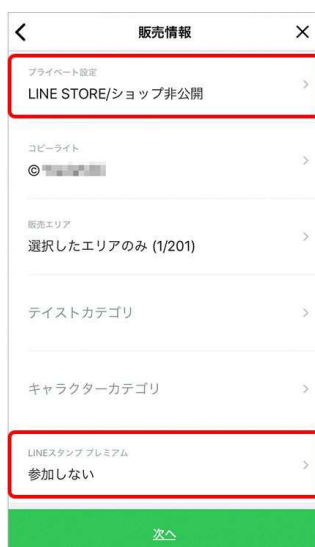 販売情報
プライベート設定
LINE STORE/ショップ非公開
コピーライト
©
販売エリア
選択したエリアのみ (1/201)
テイストカテゴリ
キャラクターカテゴリ
LINEスタンプ プレミアム
参加しない
次へ